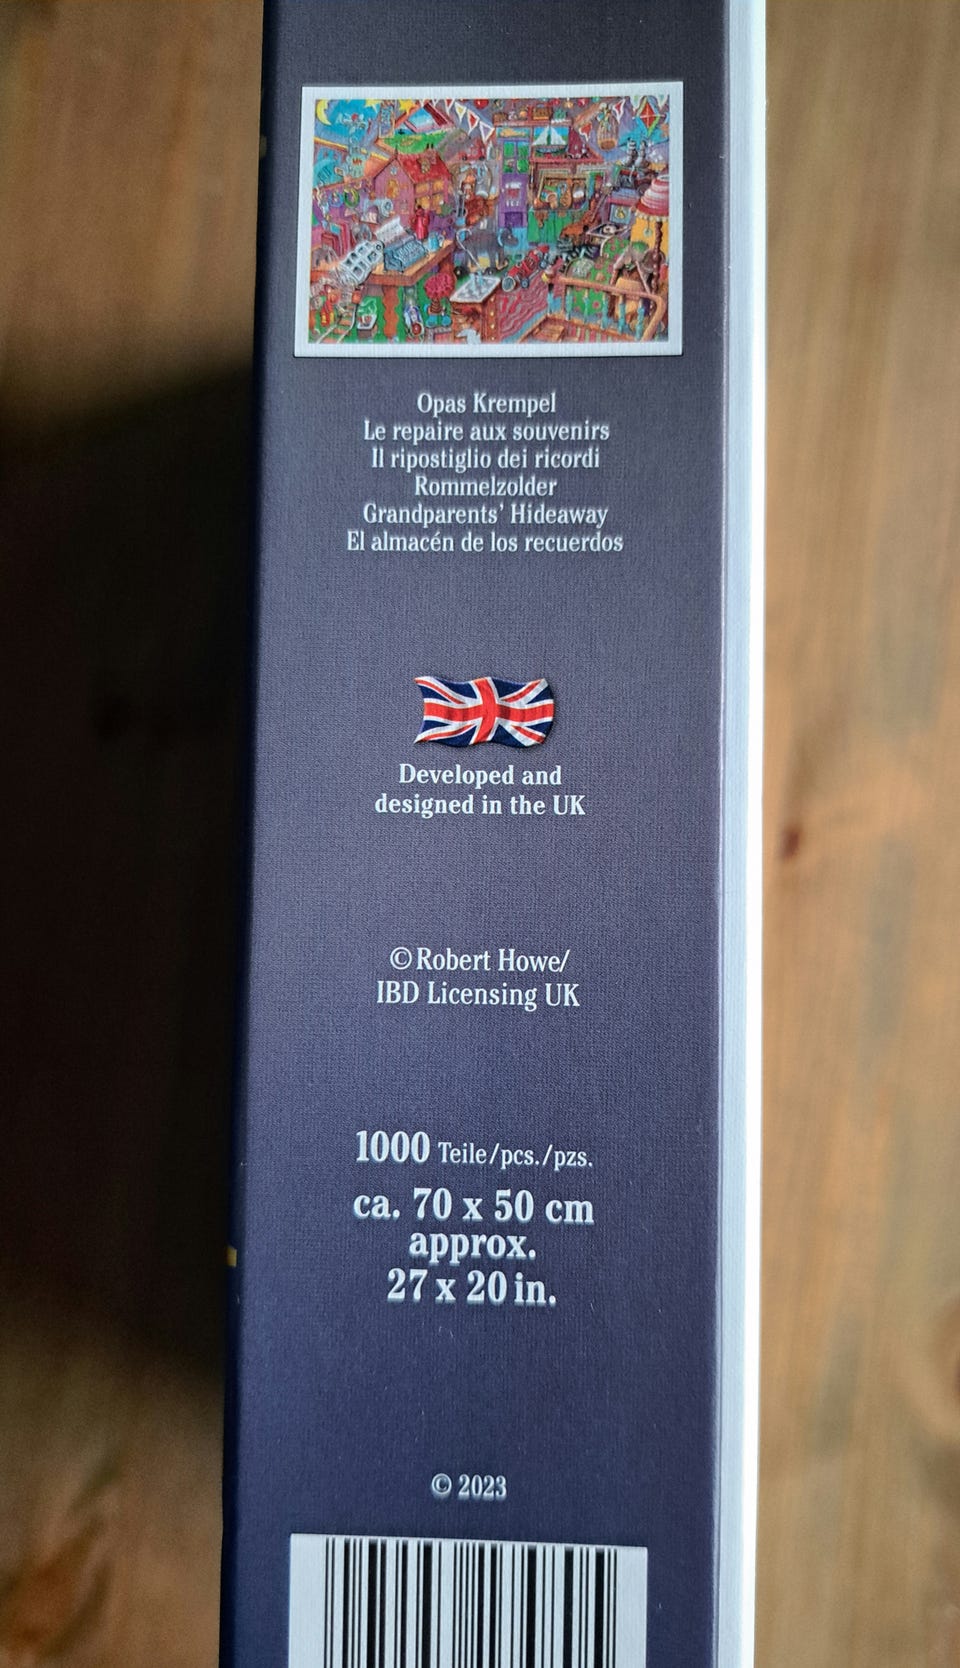 Opas Krempel
Le repaire aux souvenirs
Il ripostiglio dei ricordi
Rommelzolder
Grandparents’ Hideaway
El almacén de los recuerdos
Developed and
designed in the UK
© Robert Howe/
IBD Licensing UK
1000 Teile/pcs./pzs.
ca. 70 x 50 cm
approx.
27 x 20 in.
© 2023